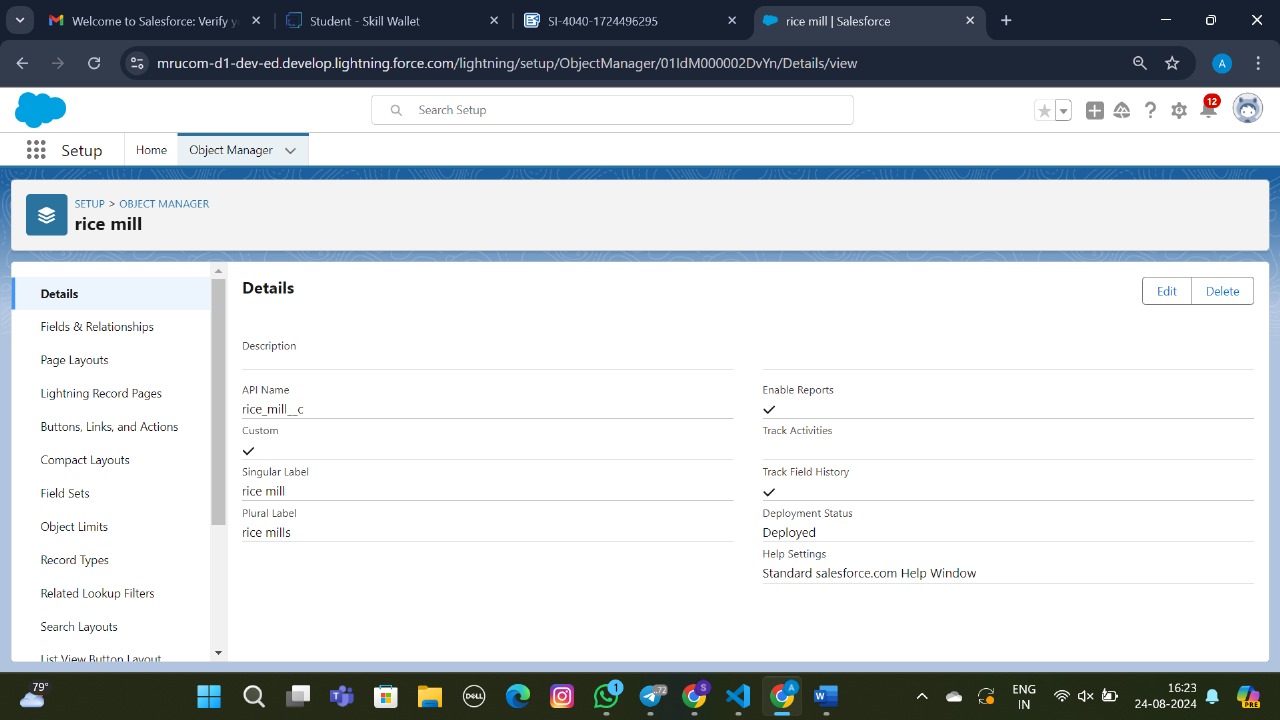 Welcome to Salesforce: Verify y
Student - Skill Wallet
SI-4040-1724496295
rice mill | Salesforce
mrucom-d1-dev-ed.develop.lightning.force.com/lightning/setup/ObjectManager/01IdM000002DvYn/Details/view
A
Search Setup
12
Setup
Home
Object Manager
SETUP > OBJECT MANAGER
rice mill
Details
Fields & Relationships
Page Layouts
Lightning Record Pages
Buttons, Links, and Actions
Compact Layouts
Field Sets
Object Limits
Record Types
Related Lookup Filters
Search Layouts
List View Button Layout
Details
Edit
Delete
Description
API Name
rice_mill__c
Custom
Singular Label
rice mill
Plural Label
rice mills
Enable Reports
Track Activities
Track Field History
Deployment Status
Deployed
Help Settings
Standard salesforce.com Help Window
79°
DELL
1
72
S
A
W
ENG
IN
16:23
24-08-2024
PRE